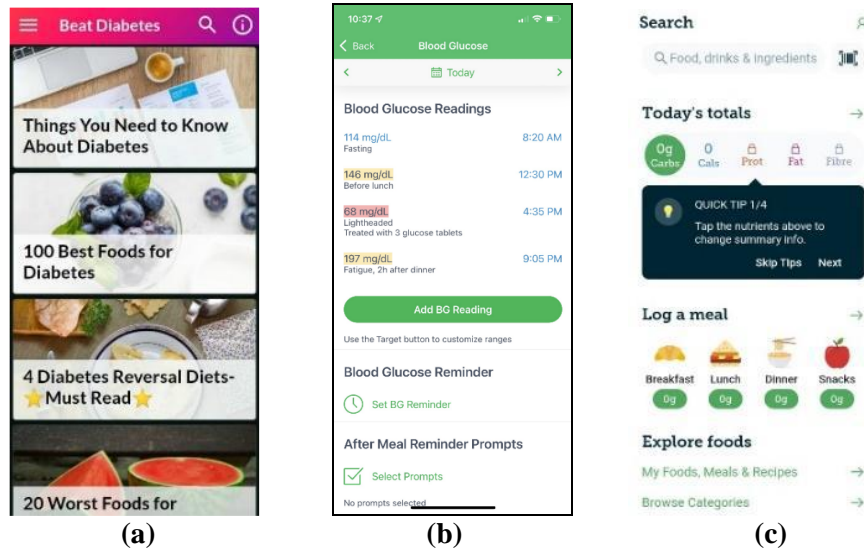 Beat Diabetes
Things You Need to Know
About Diabetes
100 Best Foods for
Diabetes
4 Diabetes Reversal Diets-
⭐Must Read⭐
20 Worst Foods for
(a)
10:37
Back Blood Glucose
Today
Blood Glucose Readings
114 mg/dL 8:20 AM
Fasting
146 mg/dL 12:30 PM
Before lunch
68 mg/dL 4:35 PM
Lightheaded
Treated with 3 glucose tablets
197 mg/dL 9:05 PM
Fatigue, 2h after dinner
Add BG Reading
Use the Target button to customize ranges
Blood Glucose Reminder
Set BG Reminder
After Meal Reminder Prompts
Select Prompts
No prompts selected
(b)
Search
Food, drinks & ingredients
Today's totals
0g 0
Carbs Cals Prot Fat Fibre
QUICK TIP 1/4
Tap the nutrients above to
change summary info.
Skip Tips Next
Log a meal
Breakfast Lunch Dinner Snacks
0g 0g 0g 0g
Explore foods
My Foods, Meals & Recipes
Browse Categories
(c)